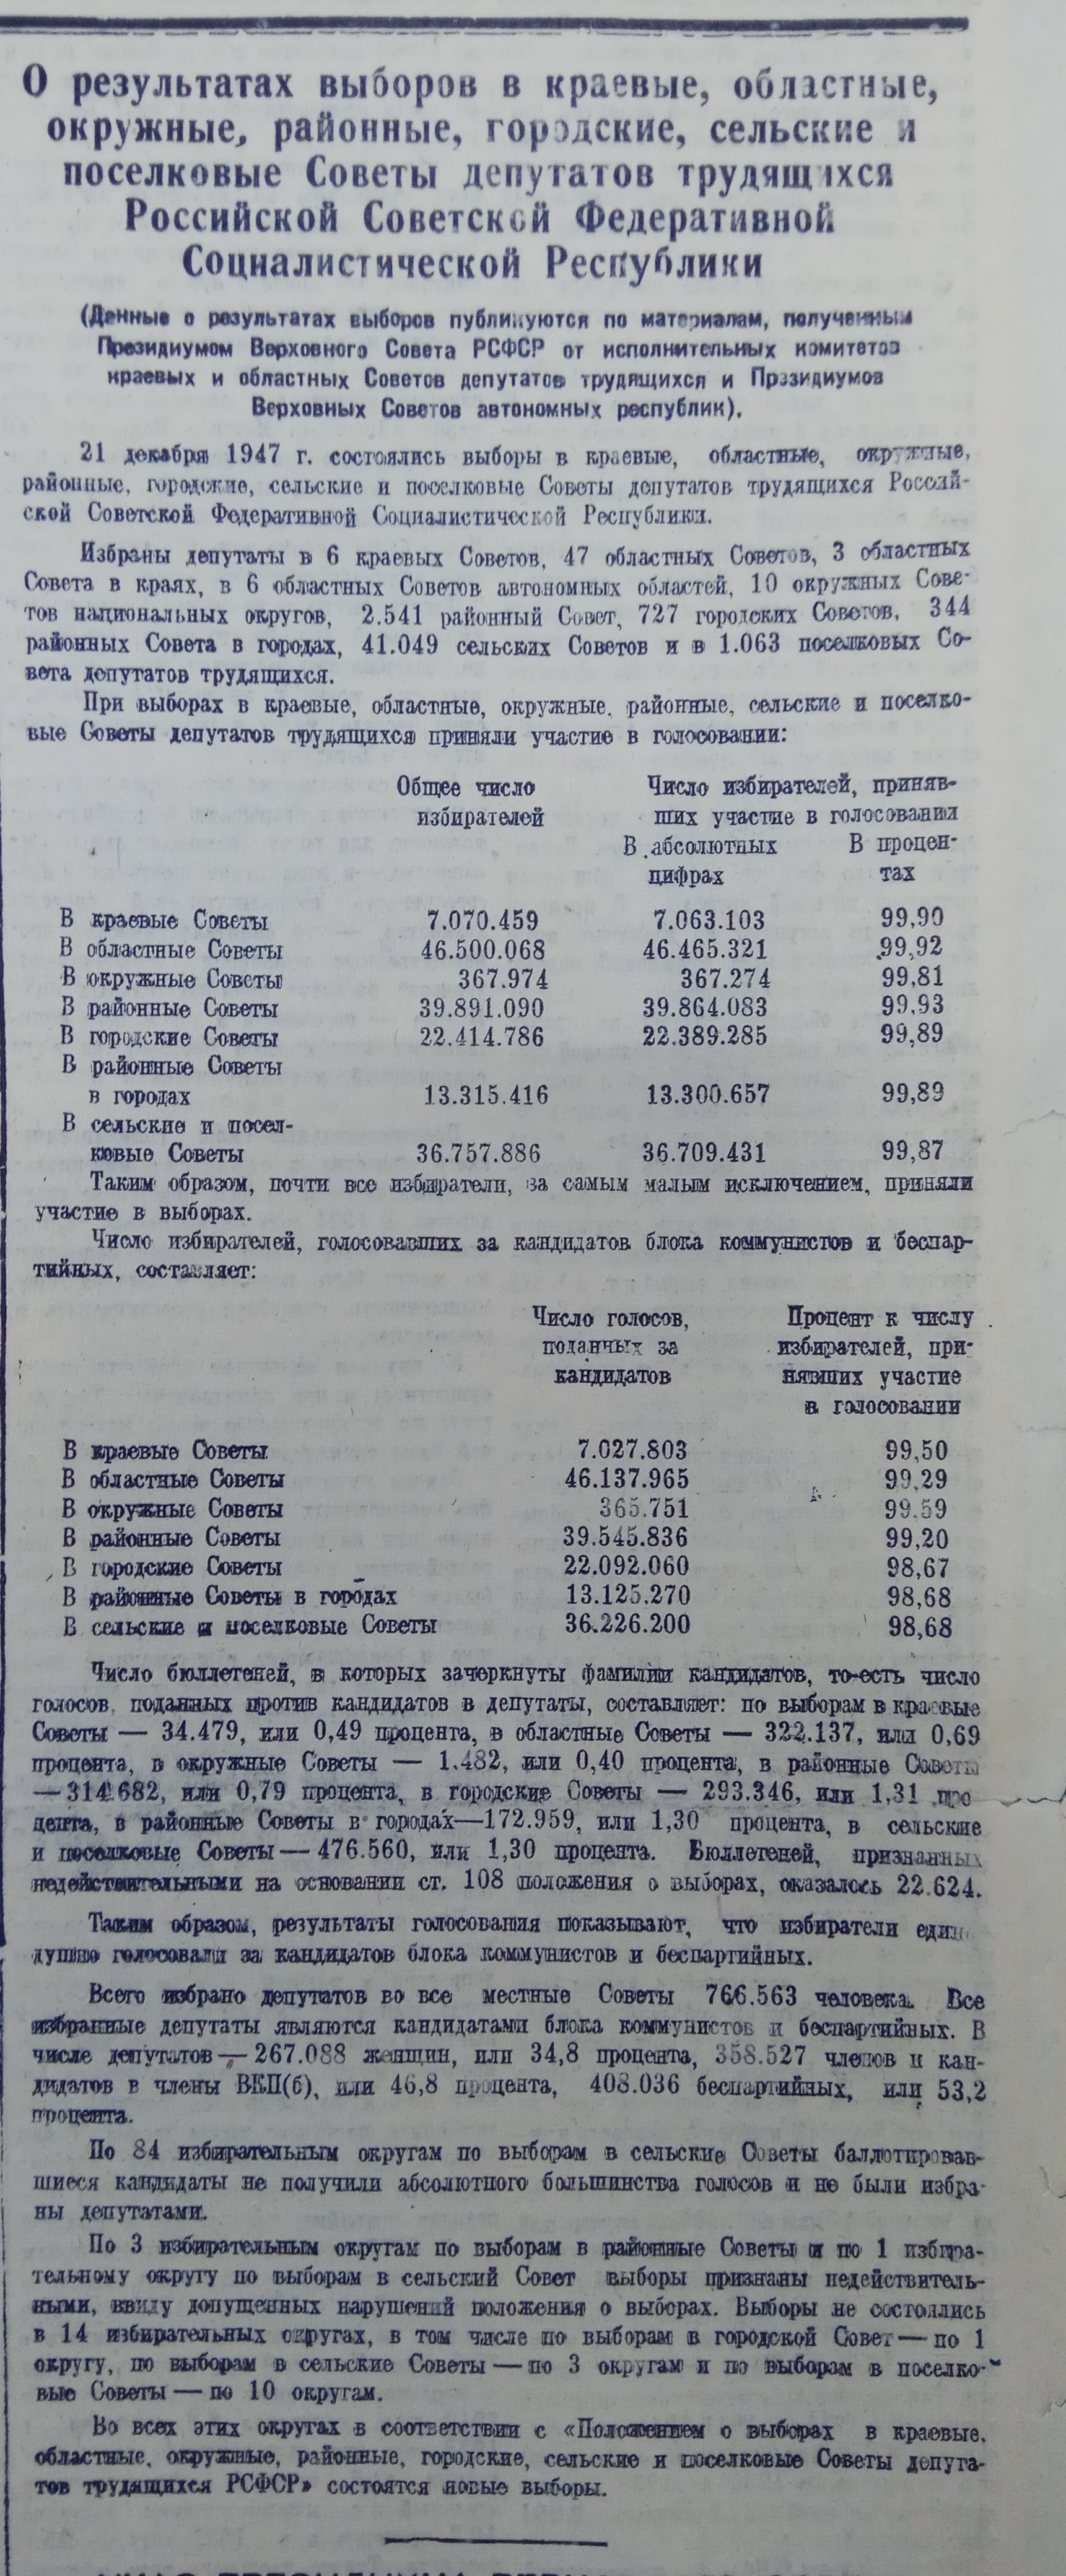 О результатах выборов в краевые, областные,
окружные, районные, городские, сельские и
поселковые Советы депутатов трудящихся
Российской Советской Федеративной
Социалистической Республики
(Данные о результатах выборов публикуются по материалам, полученным
Президиумом Верховного Совета РСФСР от исполнительных комитетов
краевых и областных Советов депутатов трудящихся и Президиумов
Верховных Советов автономных республик).
21 декабря 1947 г. состоялись выборы в краевые, областные, окружные,
районные, городские, сельские и поселковые Советы депутатов трудящихся Россий-
ской Советской Федеративной Социалистической Республики.
Избраны депутаты в 6 краевых Советов, 47 областных Советов, 3 областных
Совета в краях, в 6 областных Советов автономных областей, 10 окружных Сове-
тов национальных округов, 2.541 районный Совет, 727 городских Советов, 344
районных Совета в городах, 41.049 сельских Советов и в 1.063 поселковых Со-
вета депутатов трудящихся.
При выборах в краевые, областные, окружные, районные, сельские и поселко-
вые Советы депутатов трудящихся приняли участие в голосовании:
Общее число Число избирателей, приняв-
избирателей ших участие в голосовании
В абсолютных В процен-
цифрах тах
В краевые Советы 7.070.459 7.063.103 99,90
В областные Советы 46.500.068 46.465.321 99,92
В окружные Советы 367.974 367.274 99,81
В районные Советы 39.891.090 39.864.083 99,93
В городские Советы 22.414.786 22.389.285 99,89
В районные Советы
в городах 13.315.416 13.300.657 99,89
В сельские и посел-
ковые Советы 36.757.886 36.709.431 99,87
Таким образом, почти все избиратели, за самым малым исключением, приняли
участие в выборах.
Число избирателей, голосовавших за кандидатов блока коммунистов и беспар-
тийных, составляет:
Число голосов, Процент к числу
поданных за избирателей, при-
кандидатов нявших участие
в голосовании
В краевые Советы 7.027.803 99,50
В областные Советы 46.137.965 99,29
В окружные Советы 365.751 99,59
В районные Советы 39.545.836 99,20
В городские Советы 22.092.060 98,67
В районные Советы в городах 13.125.270 98,68
В сельские и поселковые Советы 36.226.200 98,68
Число бюллетеней, в которых зачеркнуты фамилии кандидатов, то-есть число
голосов, поданных против кандидатов в депутаты, составляет: по выборам в краевые
Советы — 34.479, или 0,49 процента, в областные Советы — 322.137, или 0,69
процента, в окружные Советы — 1.482, или 0,40 процента, в районные Советы
— 314.682, или 0,79 процента, в городские Советы — 293.346, или 1,31 про
цента, в районные Советы в городах—172.959, или 1,30 процента, в сельские
и поселковые Советы — 476.560, или 1,30 процента. Бюллетеней, признанных
недействительными на основании ст. 108 положения о выборах, оказалось 22.624.
Таким образом, результаты голосования показывают, что избиратели едино
душно голосовали за кандидатов блока коммунистов и беспартийных.
Всего избрано депутатов во все местные Советы 766.563 человека. Все
избранные депутаты являются кандидатами блока коммунистов и беспартийных. В
числе депутатов — 267.088 женщин, или 34,8 процента, 358.527 членов и кан-
дидатов в члены ВКП(б), или 46,8 процента, 408.036 беспартийных, или 53,2
процента.
По 84 избирательным округам по выборам в сельские Советы баллотировав-
шиеся кандидаты не получили абсолютного большинства голосов и не были избра-
ны депутатами.
По 3 избирательным округам по выборам в районные Советы и по 1 избира-
тельному округу по выборам в сельский Совет выборы признаны недействитель-
ными, ввиду допущенных нарушений положения о выборах. Выборы не состоялись
в 14 избирательных округах, в том числе по выборам в городской Совет — по 1
округу, по выборам в сельские Советы — по 3 округам и по выборам в поселко-
вые Советы — по 10 округам.
Во всех этих округах в соответствии с «Положением о выборах в краевые,
областные, окружные, районные, городские, сельские и поселковые Советы депута-
тов трудящихся РСФСР» состоятся новые выборы.